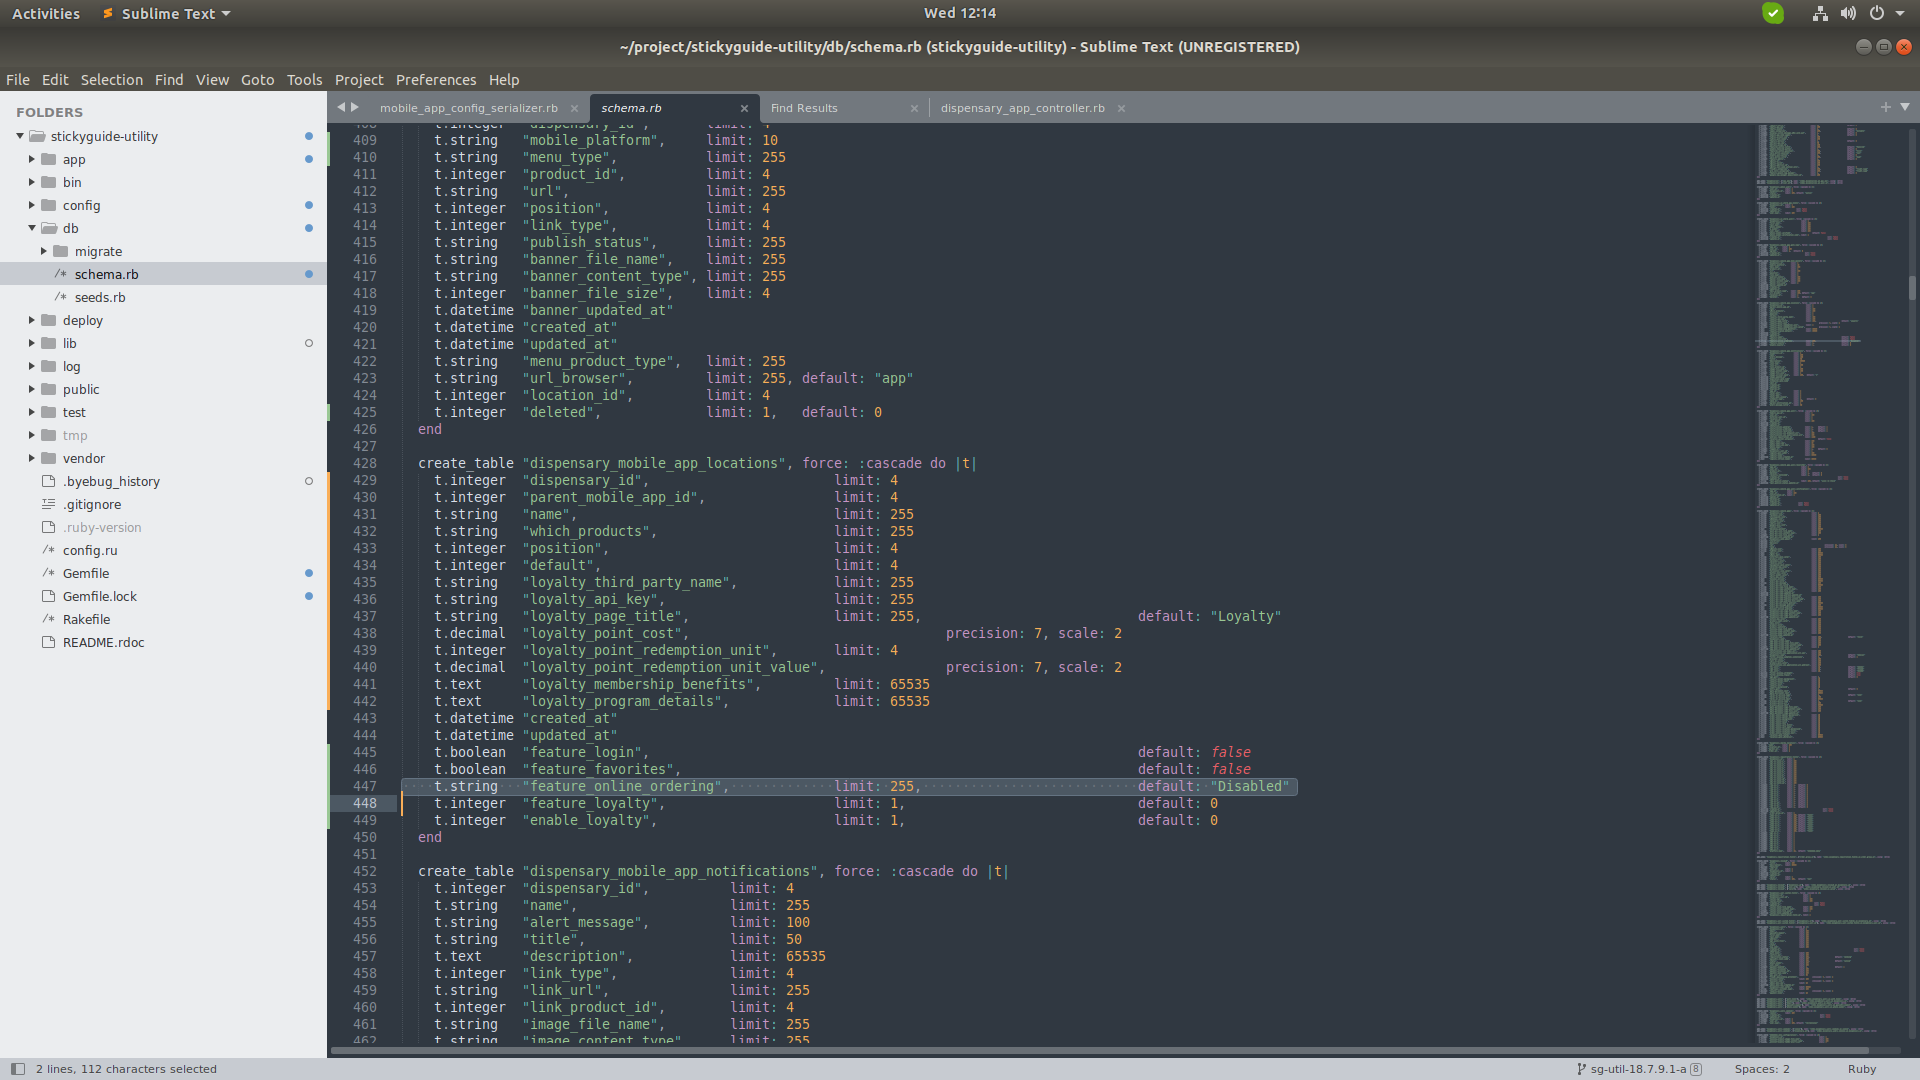 Activities
Sublime Text
Wed 12:14
~/project/stickyguide-utility/db/schema.rb (stickyguide-utility) - Sublime Text (UNREGISTERED)
File Edit Selection Find View Goto Tools Project Preferences Help
FOLDERS
stickyguide-utility
app
bin
config
db
migrate
/* schema.rb
/* seeds.rb
deploy
lib
log
public
test
tmp
vendor
.byebug_history
.gitignore
.ruby-version
/* config.ru
/* Gemfile
Gemfile.lock
/* Rakefile
README.rdoc
mobile_app_config_serializer.rb ×
schema.rb ×
Find Results ×
dispensary_app_controller.rb ×
408 t.integer "dispensary_id", limit: 4
409 t.string "mobile_platform", limit: 10
410 t.string "menu_type", limit: 255
411 t.integer "product_id", limit: 4
412 t.string "url", limit: 255
413 t.integer "position", limit: 4
414 t.integer "link_type", limit: 4
415 t.string "publish_status", limit: 255
416 t.string "banner_file_name", limit: 255
417 t.string "banner_content_type", limit: 255
418 t.integer "banner_file_size", limit: 4
419 t.datetime "banner_updated_at"
420 t.datetime "created_at"
421 t.datetime "updated_at"
422 t.string "menu_product_type", limit: 255
423 t.string "url_browser", limit: 255, default: "app"
424 t.integer "location_id", limit: 4
425 t.integer "deleted", limit: 1, default: 0
426 end
427
428 create_table "dispensary_mobile_app_locations", force: :cascade do |t|
429 t.integer "dispensary_id", limit: 4
430 t.integer "parent_mobile_app_id", limit: 4
431 t.string "name", limit: 255
432 t.string "which_products", limit: 255
433 t.integer "position", limit: 4
434 t.integer "default", limit: 4
435 t.string "loyalty_third_party_name", limit: 255
436 t.string "loyalty_api_key", limit: 255
437 t.string "loyalty_page_title", limit: 255, default: "Loyalty"
438 t.decimal "loyalty_point_cost", precision: 7, scale: 2
439 t.integer "loyalty_point_redemption_unit", limit: 4
440 t.decimal "loyalty_point_redemption_unit_value", precision: 7, scale: 2
441 t.text "loyalty_membership_benefits", limit: 65535
442 t.text "loyalty_program_details", limit: 65535
443 t.datetime "created_at"
444 t.datetime "updated_at"
445 t.boolean "feature_login", default: false
446 t.boolean "feature_favorites", default: false
447 t.string "feature_online_ordering", limit: 255, default: "Disabled"
448 t.integer "feature_loyalty", limit: 1, default: 0
449 t.integer "enable_loyalty", limit: 1, default: 0
450 end
451
452 create_table "dispensary_mobile_app_notifications", force: :cascade do |t|
453 t.integer "dispensary_id", limit: 4
454 t.string "name", limit: 255
455 t.string "alert_message", limit: 100
456 t.string "title", limit: 50
457 t.text "description", limit: 65535
458 t.integer "link_type", limit: 4
459 t.string "link_url", limit: 255
460 t.integer "link_product_id", limit: 4
461 t.string "image_file_name", limit: 255
462 t.string "image_content_type", limit: 255
2 lines, 112 characters selected
sg-util-18.7.9.1-a 8
Spaces: 2
Ruby